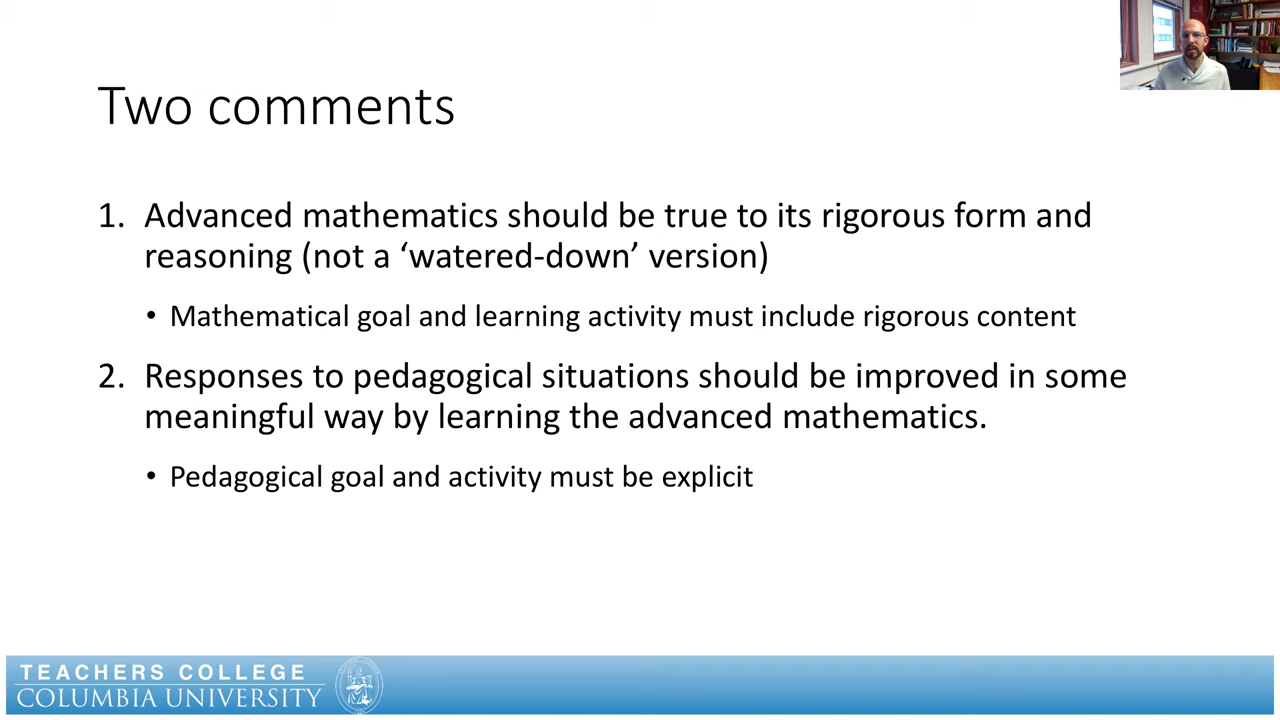 Two comments
1. Advanced mathematics should be true to its rigorous form and
reasoning (not a ‘watered-down’ version)
• Mathematical goal and learning activity must include rigorous content
2. Responses to pedagogical situations should be improved in some
meaningful way by learning the advanced mathematics.
• Pedagogical goal and activity must be explicit
TEACHERS COLLEGE
COLUMBIA UNIVERSITY